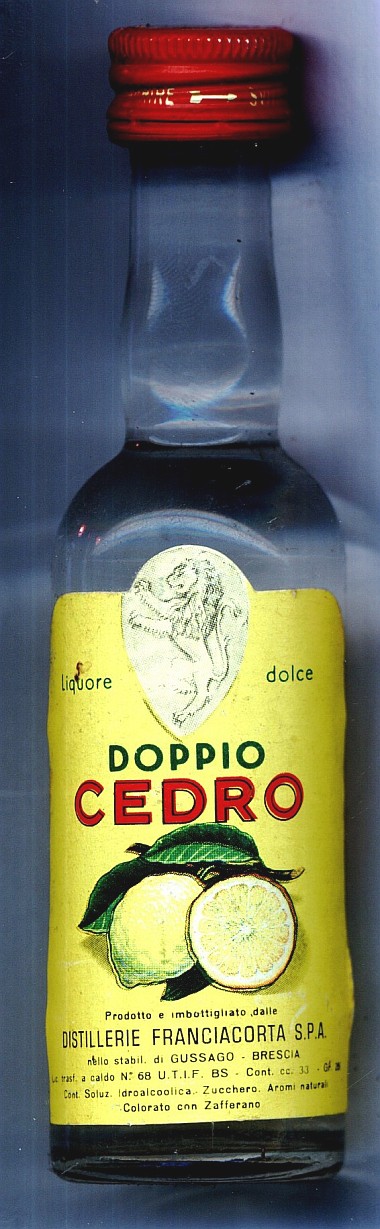 Liquore dolce
DOPPIO
CEDRO
Prodotto e imbottigliato dalle
DISTILLERIE FRANCIACORTA S.P.A.
nello stabil. di GUSSAGO - BRESCIA
trasf. a caldo N.° 68 U.T.I.F. BS - Cont. cc. 33 - Gr.
Cont. Soluz. Idroalcoolica. Zucchero. Aromi naturali
Colorato con Zafferano